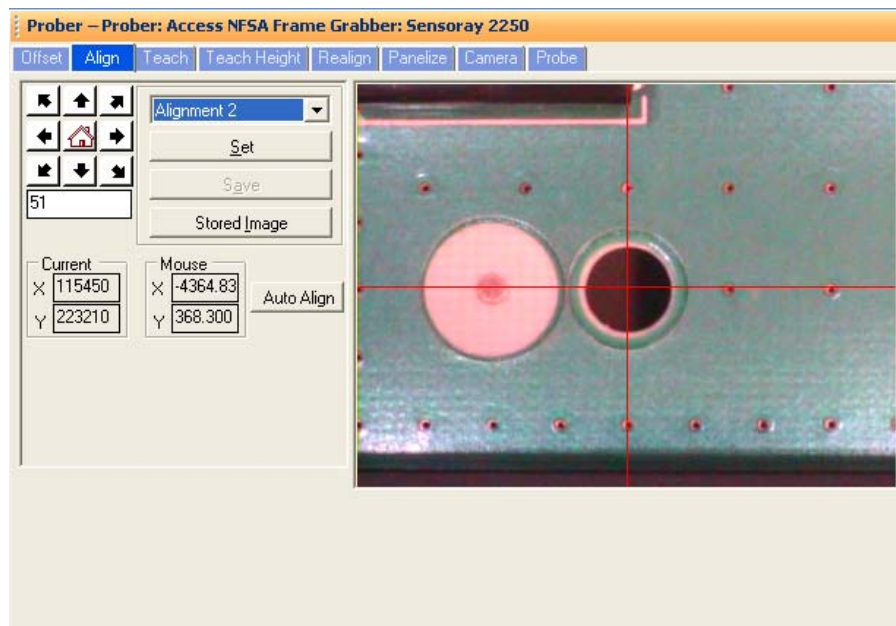 Prober – Prober: Access NFSA Frame Grabber: Sensoray 2250
Offset Align Teach Teach Height Realign Panelize Camera Probe
Alignment 2
Set
Save
51
Stored Image
Current Mouse
X 115450 X -4364.83 Auto Align
Y 223210 Y 368.300